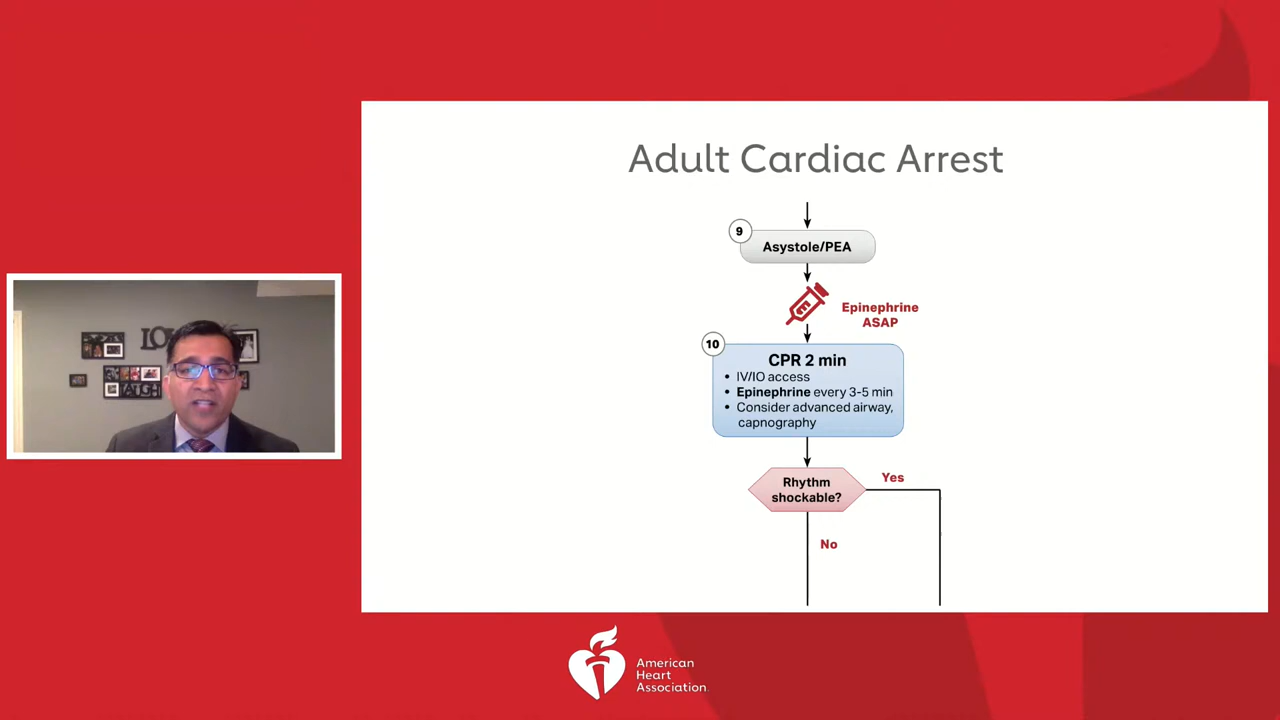 Adult Cardiac Arrest
9
Asystole/PEA
Epinephrine
ASAP
10
CPR 2 min
• IV/IO access
• Epinephrine every 3-5 min
• Consider advanced airway,
capnography
Rhythm
shockable?
Yes
No
LAUGH
American
Heart
Association.